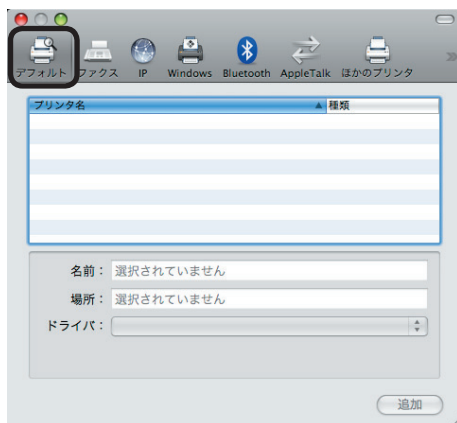 デフォルト ファクス IP Windows Bluetooth AppleTalk ほかのプリンタ
プリンタ名 種類
名前： 選択されていません
場所： 選択されていません
ドライバ：
追加